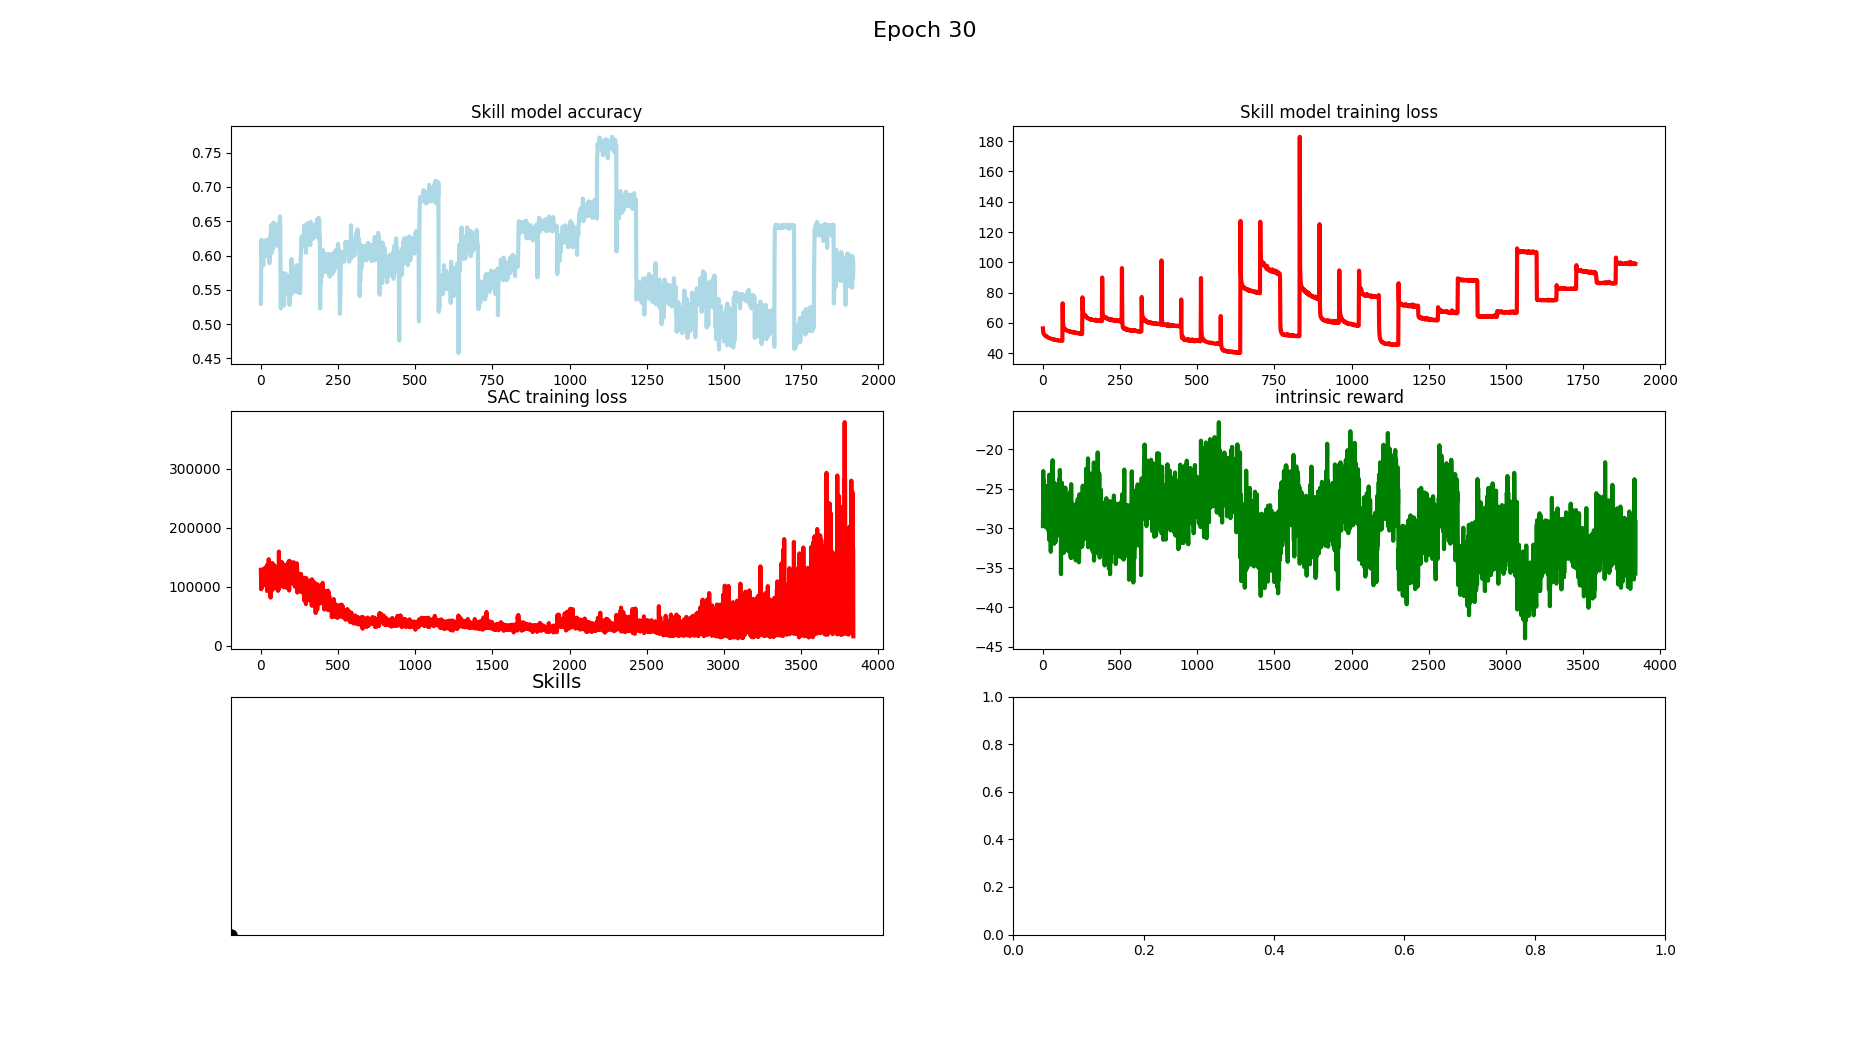 Epoch 30
Skill model accuracy
0.75
0.70
0.65
0.60
0.55
0.50
0.45
0 250 500 750 1000 1250 1500 1750 2000
Skill model training loss
180
160
140
120
100
80
60
40
0 250 500 750 1000 1250 1500 1750 2000
SAC training loss
300000
200000
100000
0
0 500 1000 1500 2000 2500 3000 3500 4000
intrinsic reward
−20
−25
−30
−35
−40
−45
0 500 1000 1500 2000 2500 3000 3500 4000
Skills
1.0
0.8
0.6
0.4
0.2
0.0
0.0 0.2 0.4 0.6 0.8 1.0